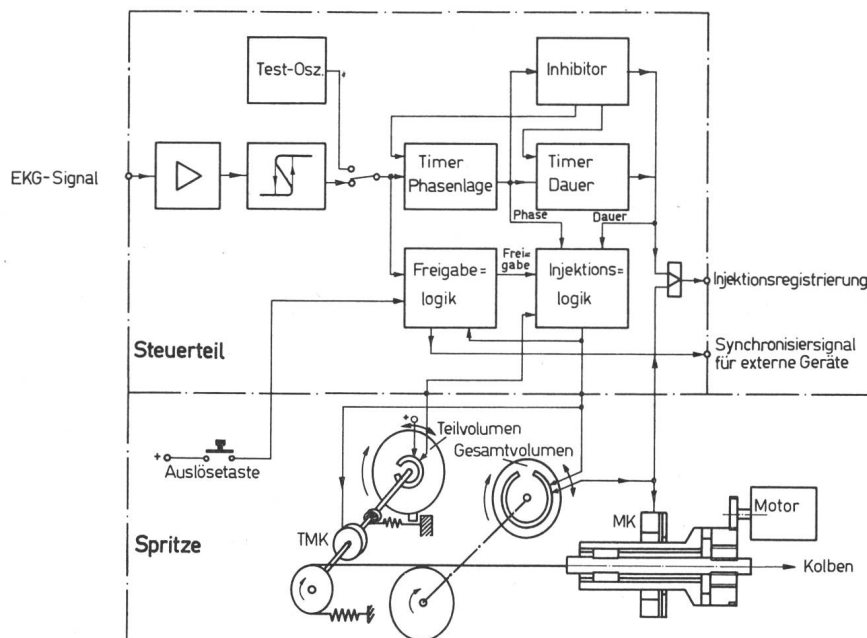 Test-Osz.
+
Inhibitor
EKG-Signal
Timer
Phasenlage
Timer
Dauer
Phase
Dauer
Freigabe=
logik
Frei=
gabe
Injektions=
logik
Injektionsregistrierung
Synchronisiersignal
für externe Geräte
Steuerteil
+
Auslösetaste
+
Teilvolumen
Gesamtvolumen
Motor
MK
TMK
Spritze
Kolben